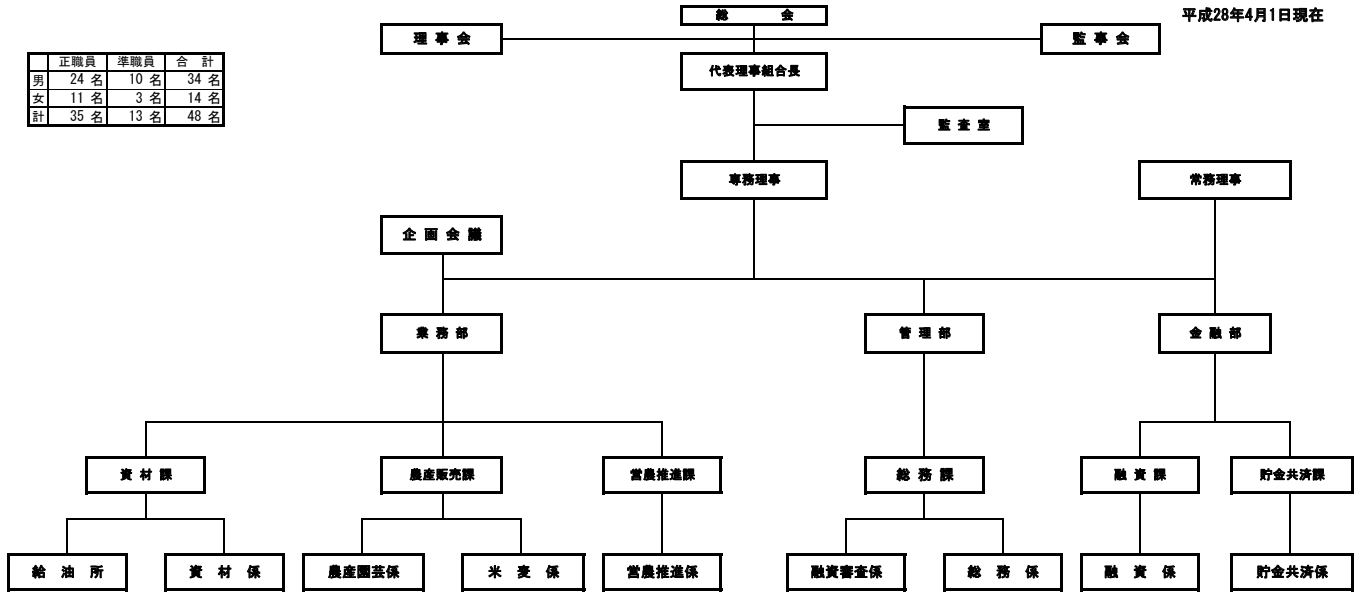 総 会
平成28年4月1日現在
理 事 会
監 事 会
正職員 準職員 合 計
男 24 名 10 名 34 名
女 11 名 3 名 14 名
計 35 名 13 名 48 名
代表理事組合長
監 査 室
専務理事
常務理事
企 画 会 議
業 務 部
管 理 部
金 融 部
資 材 課
農産販売課
営農推進課
総 務 課
融 資 課
貯金共済課
給 油 所
資 材 係
農産園芸係
米 麦 係
営農推進係
融資審査係
総 務 係
融 資 係
貯金共済係